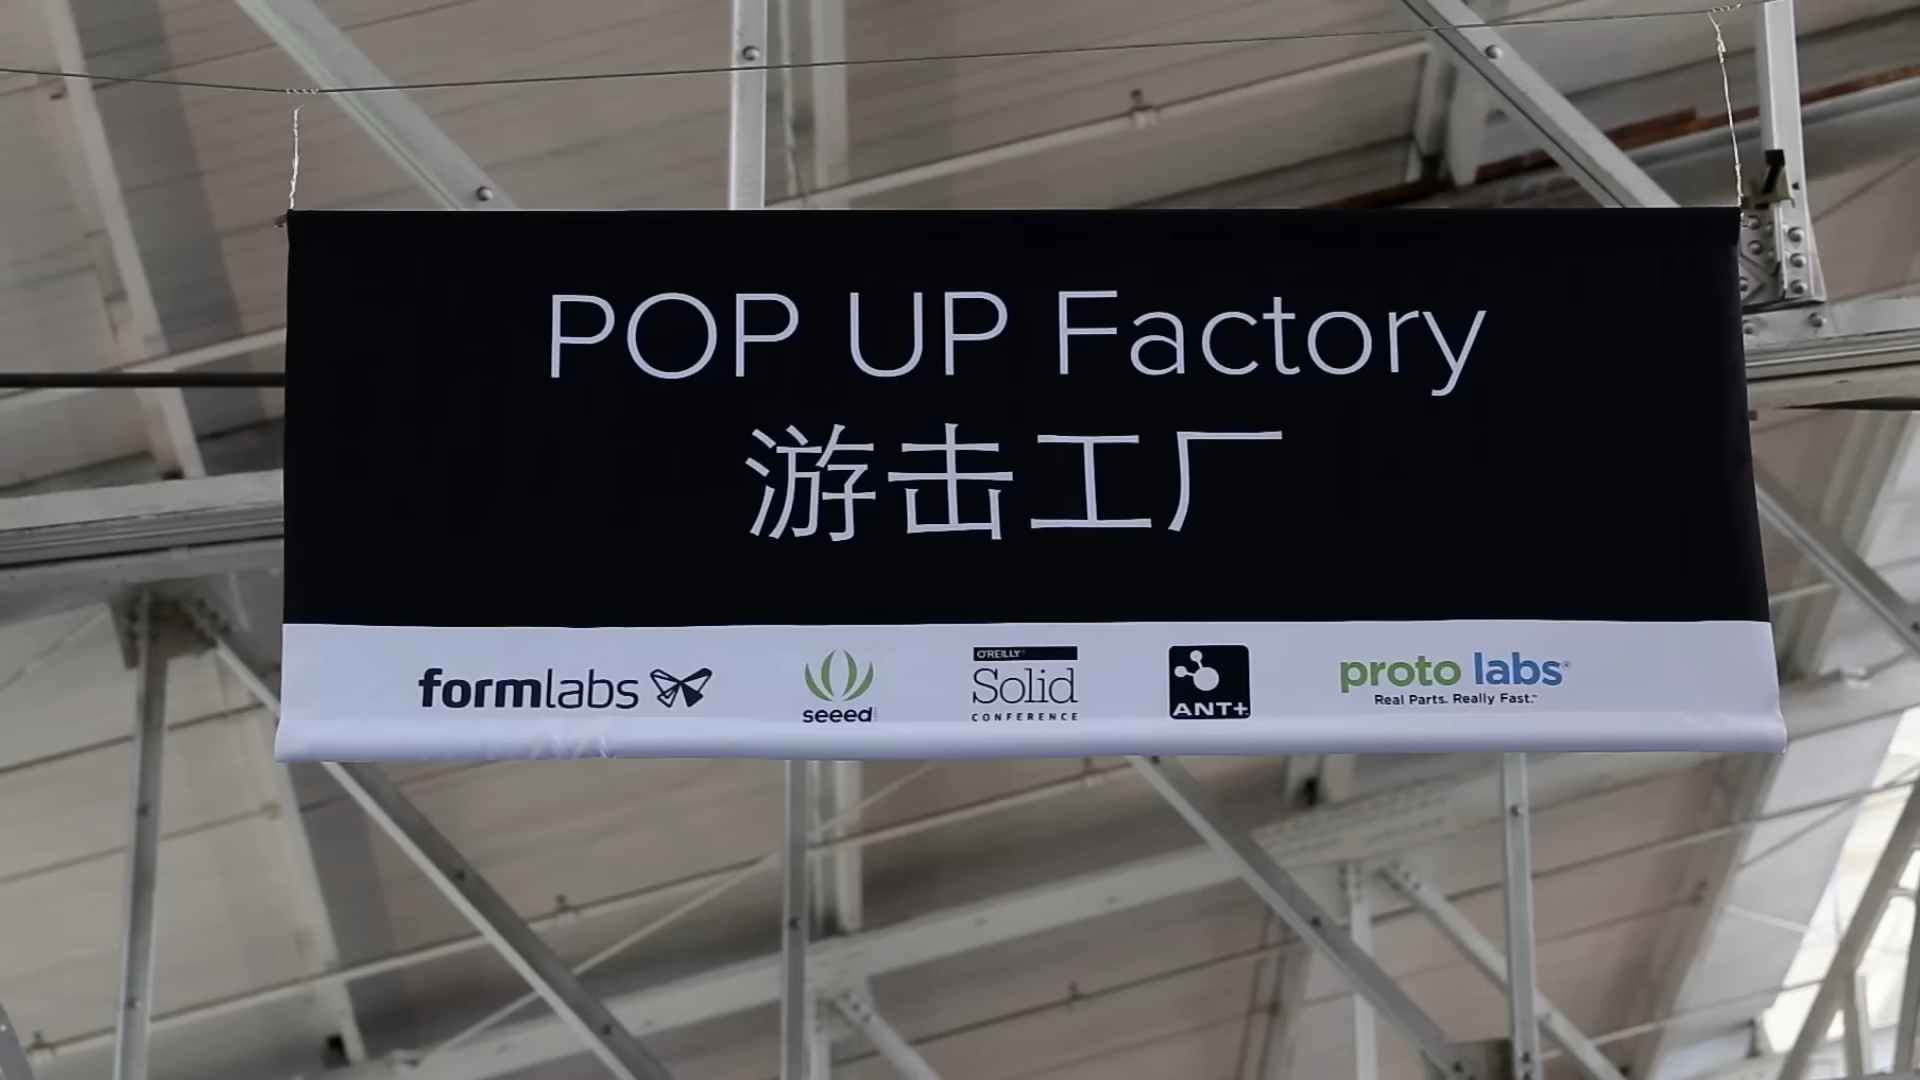 POP UP Factory
游击工厂
formlabs
seeed
O'REILLY
Solid
CONFERENCE
ANT+
proto labs
Real Parts. Really Fast.™